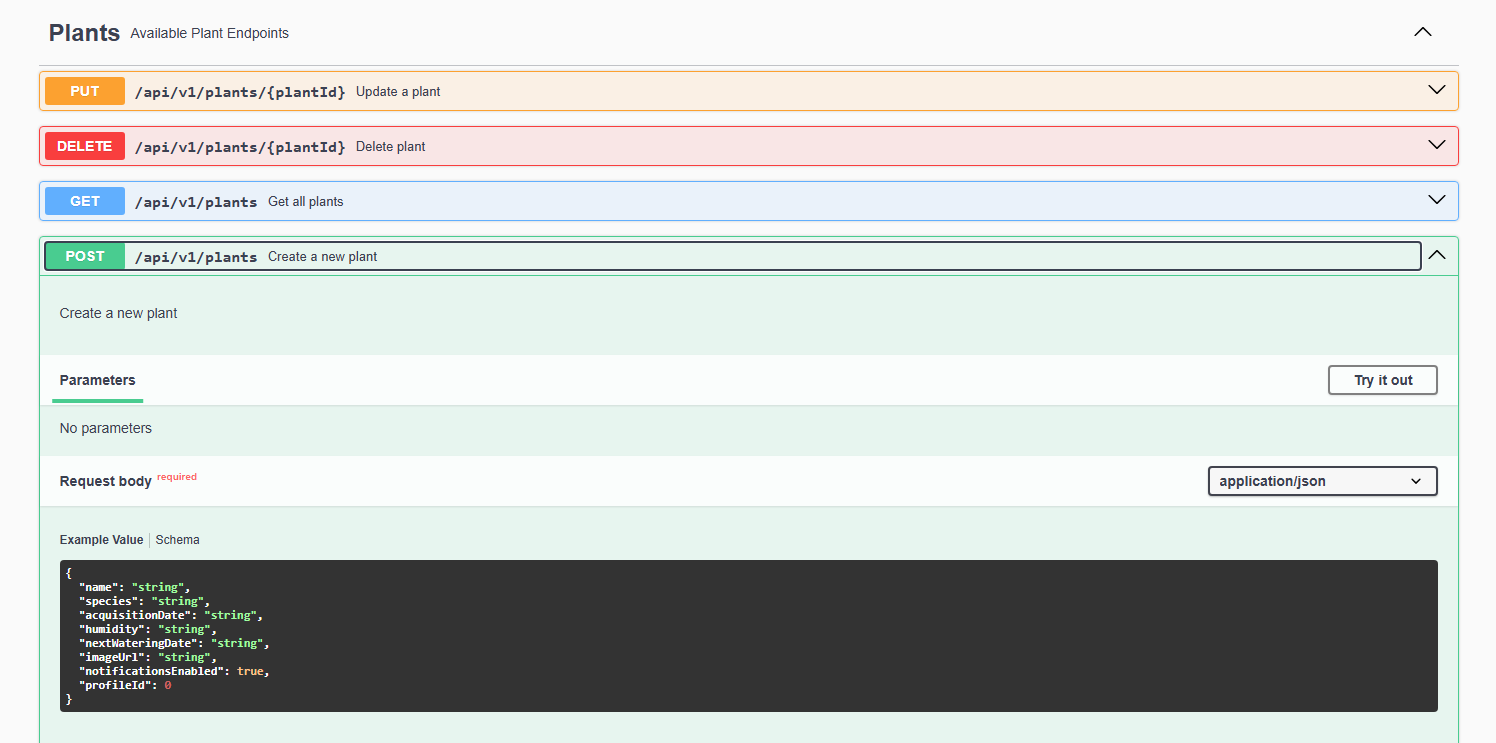 Plants Available Plant Endpoints
PUT /api/v1/plants/{plantId} Update a plant
DELETE /api/v1/plants/{plantId} Delete plant
GET /api/v1/plants Get all plants
POST /api/v1/plants Create a new plant
Create a new plant
Parameters Try it out
No parameters
Request body required application/json
Example Value Schema
{
  "name": "string",
  "species": "string",
  "acquisitionDate": "string",
  "humidity": "string",
  "nextWateringDate": "string",
  "imageUrl": "string",
  "notificationsEnabled": true,
  "profileId": 0
}